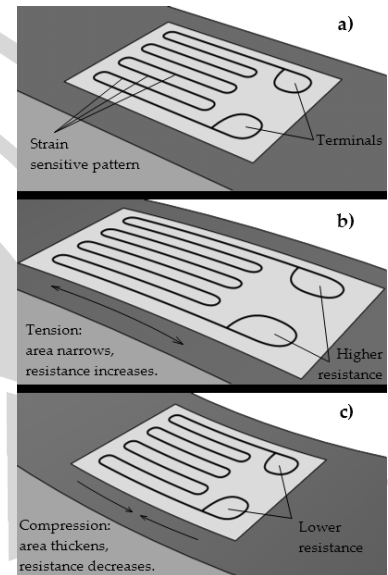 a)
Terminals
Strain
sensitive pattern
b)
Tension:
area narrows,
resistance increases.
Higher
resistance
c)
Compression:
area thickens,
resistance decreases.
Lower
resistance